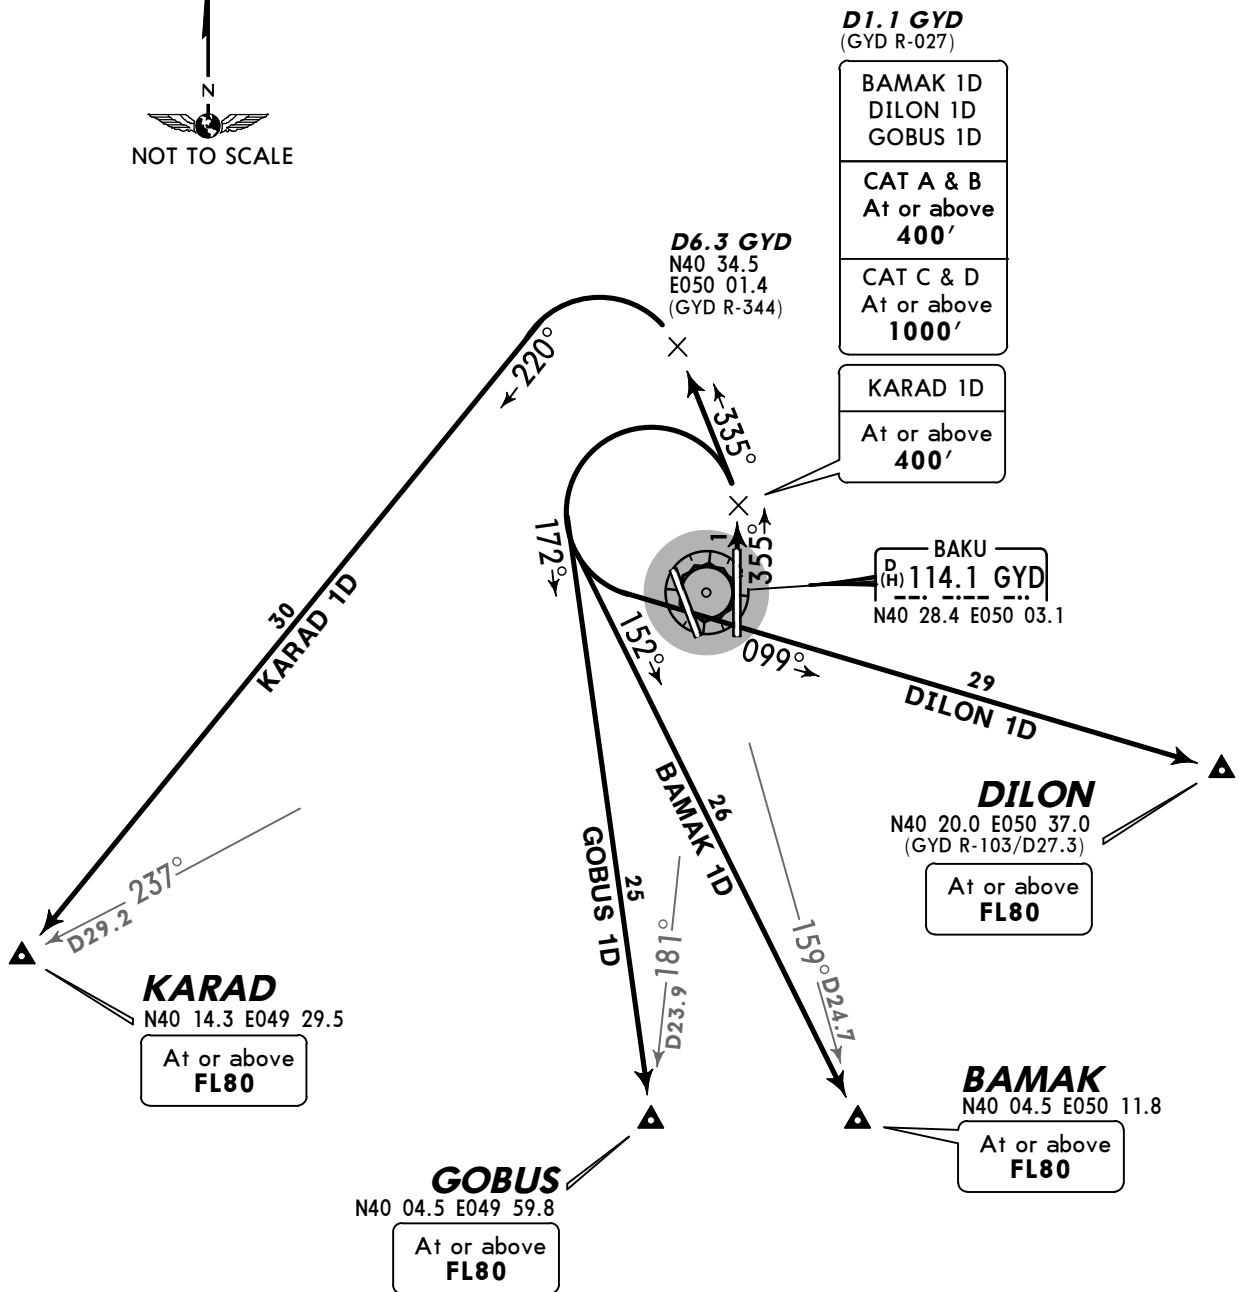 N
NOT TO SCALE
D1.1 GYD
(GYD R-027)
BAMAK 1D
DILON 1D
GOBUS 1D
CAT A & B
At or above
400'
CAT C & D
At or above
1000'
KARAD 1D
At or above
400'
D6.3 GYD
N40 34.5
E050 01.4
(GYD R-344)
220°
335°
355°
1
BAKU
D
(H) 114.1 GYD
N40 28.4 E050 03.1
172°
152°
099°
30
KARAD 1D
29
DILON 1D
26
BAMAK 1D
25
GOBUS 1D
237°
D29.2
181°
D23.9
159°
D24.7
DILON
N40 20.0 E050 37.0
(GYD R-103/D27.3)
At or above
FL80
KARAD
N40 14.3 E049 29.5
At or above
FL80
BAMAK
N40 04.5 E050 11.8
At or above
FL80
GOBUS
N40 04.5 E049 59.8
At or above
FL80